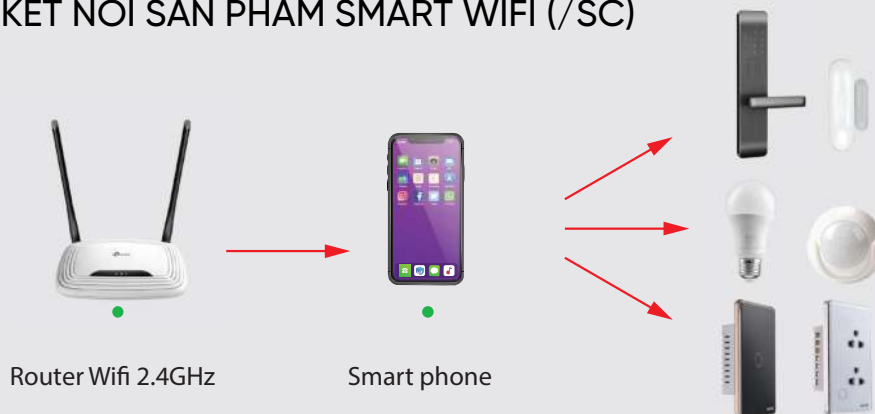 KẾT NỐI SẢN PHẨM SMART WIFI (/SC)
Router Wifi 2.4GHz
Smart phone